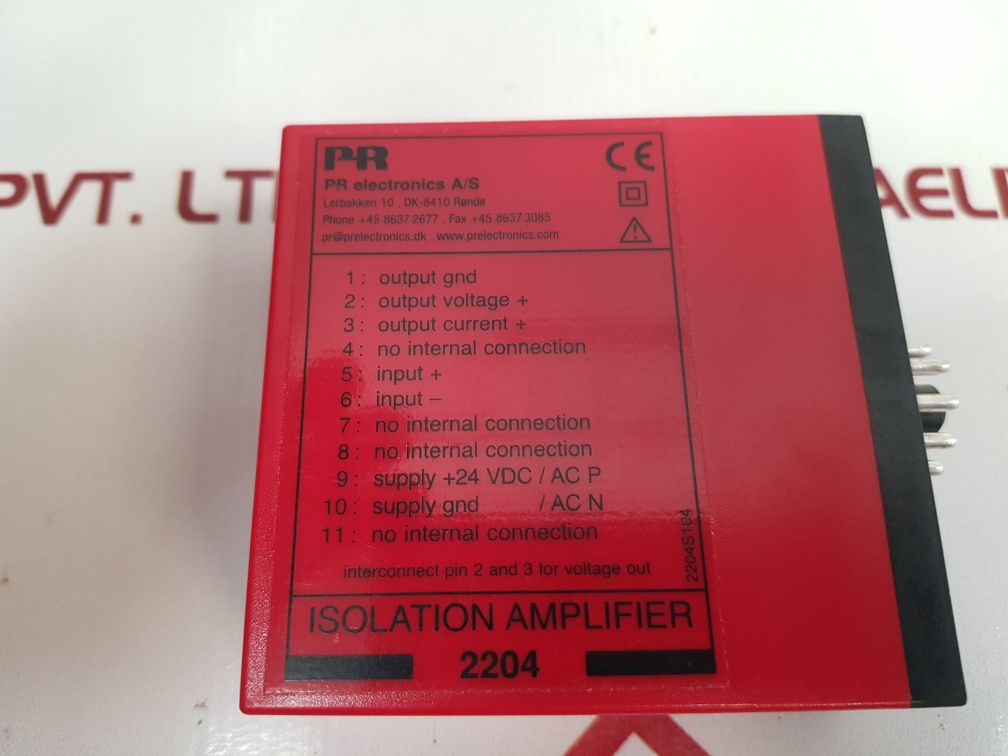 PVT. LT
AELI
PR
CE
PR electronics A/S
Lerbakken 10 . DK-8410 Rønde
Phone +45 8637 2677 . Fax +45 8637 3085
pr@prelectronics.dk . www.prelectronics.com
1 : output gnd
2 : output voltage +
3 : output current +
4 : no internal connection
5 : input +
6 : input –
7 : no internal connection
8 : no internal connection
9 : supply +24 VDC / AC P
10 : supply gnd / AC N
11 : no internal connection
interconnect pin 2 and 3 for voltage out
2204S104
ISOLATION AMPLIFIER
2204